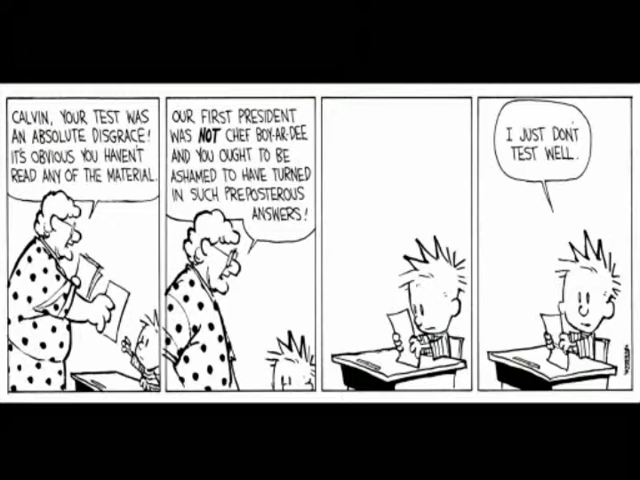 CALVIN, YOUR TEST WAS
AN ABSOLUTE DISGRACE!
IT'S OBVIOUS YOU HAVEN'T
READ ANY OF THE MATERIAL.
OUR FIRST PRESIDENT
WAS NOT CHEF BOY-AR-DEE
AND YOU OUGHT TO BE
ASHAMED TO HAVE TURNED
IN SUCH PREPOSTEROUS
ANSWERS!
I JUST DON'T
TEST WELL.